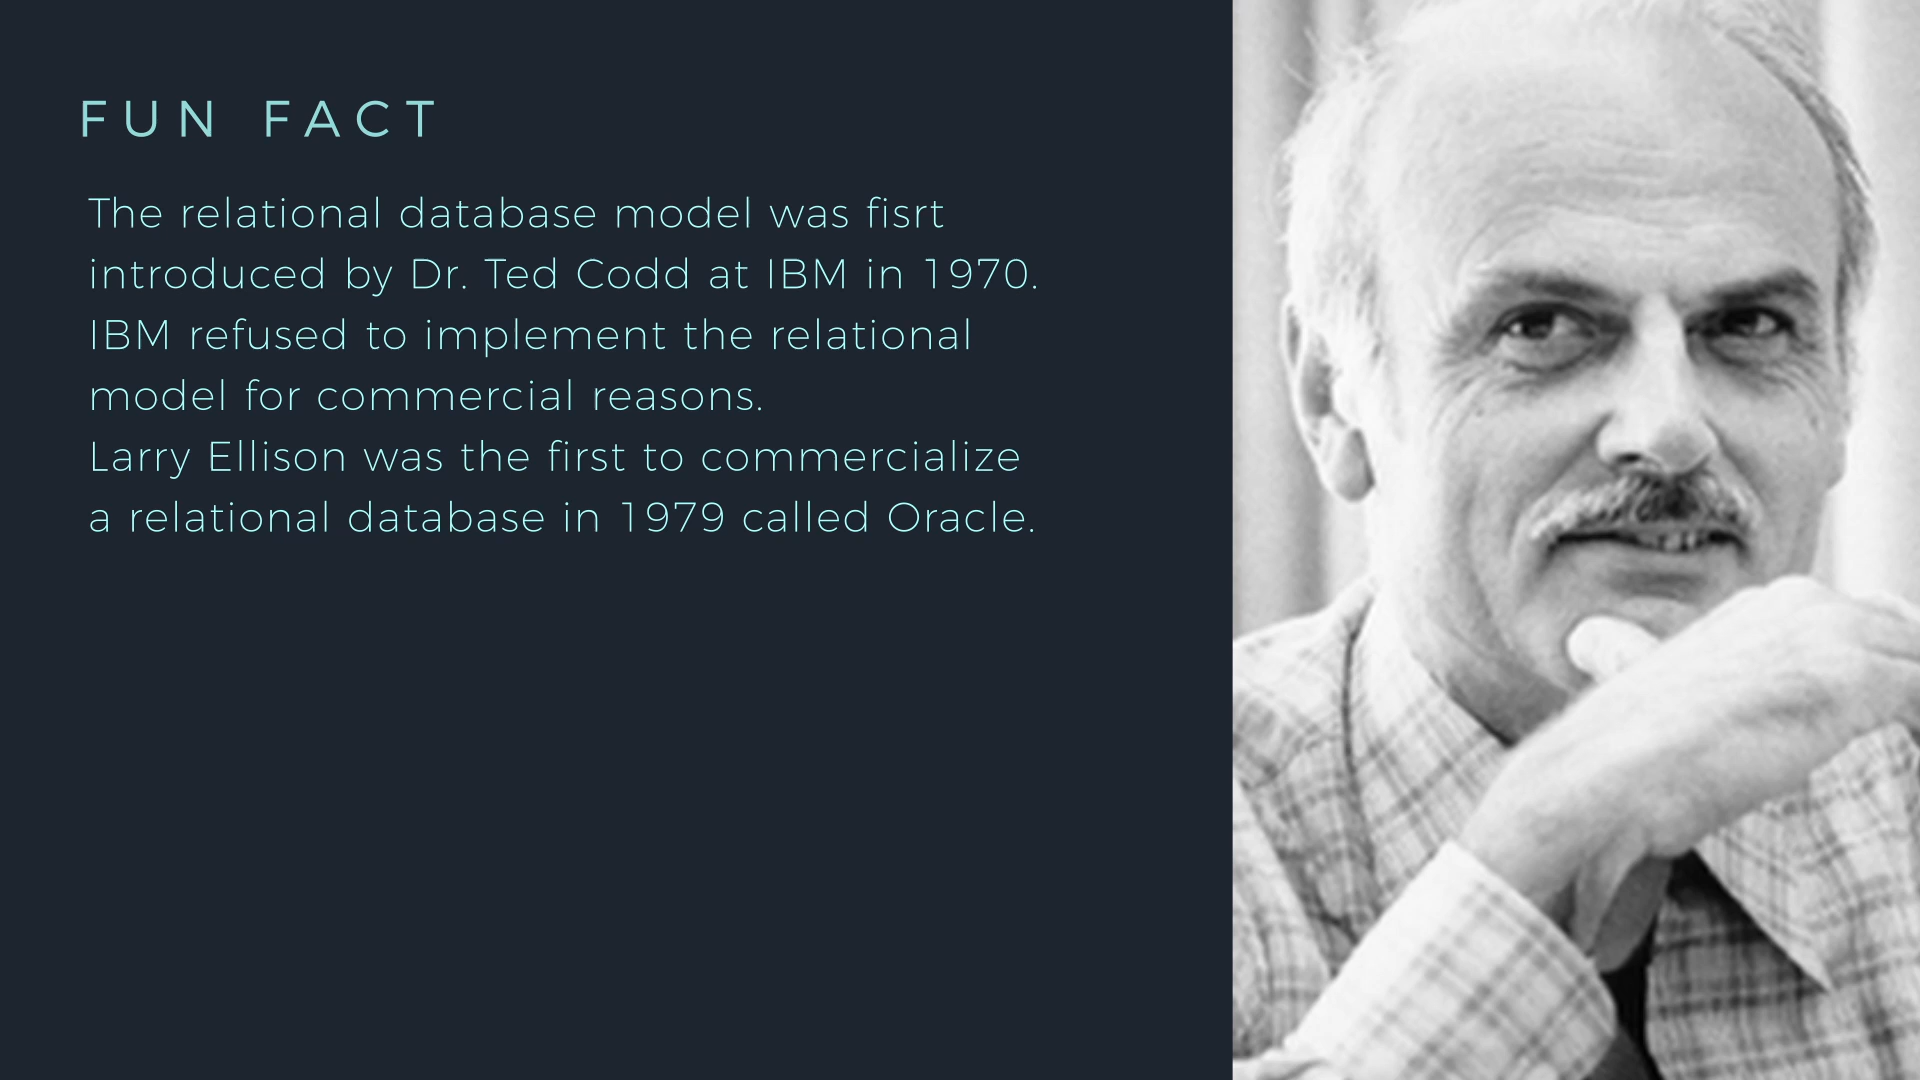 FUN FACT
The relational database model was fisrt
introduced by Dr. Ted Codd at IBM in 1970.
IBM refused to implement the relational
model for commercial reasons.
Larry Ellison was the first to commercialize
a relational database in 1979 called Oracle.